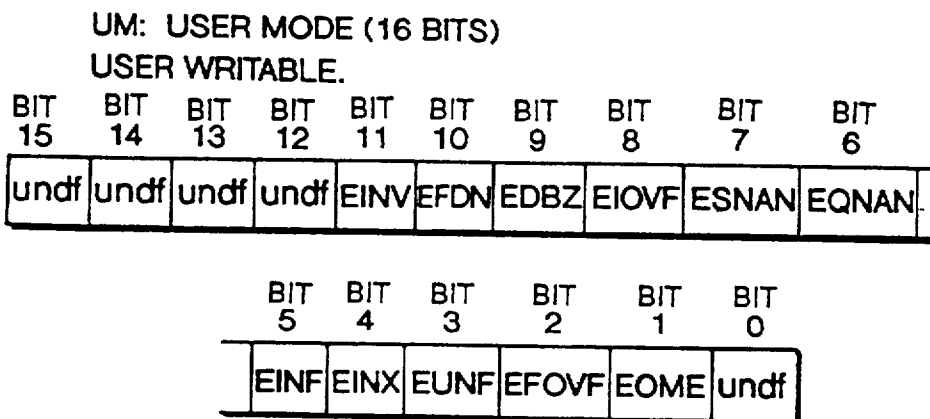 UM: USER MODE (16 BITS)
USER WRITABLE.
BIT BIT BIT BIT BIT BIT BIT BIT BIT BIT
15 14 13 12 11 10 9 8 7 6
undf undf undf undf EINV EFDN EDBZ EIOVF ESNAN EQNAN
BIT BIT BIT BIT BIT BIT
5 4 3 2 1 0
EINF EINX EUNF EFOVF EOME undf